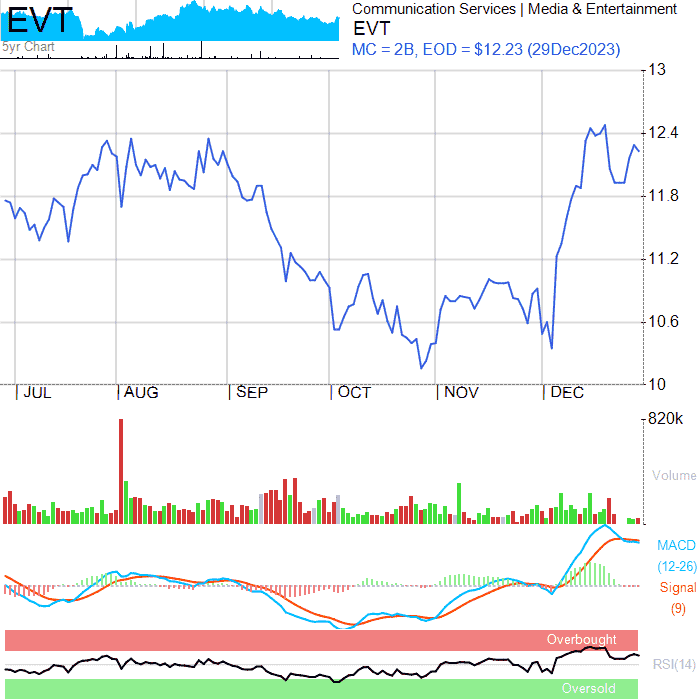 EVT
5yr Chart
Communication Services | Media & Entertainment
EVT
MC = 2B, EOD = $12.23 (29Dec2023)
13
12.4
11.8
11.2
10.6
10
JUL
AUG
SEP
OCT
NOV
DEC
820k
Volume
MACD
(12-26)
Signal
(9)
Overbought
RSI(14)
Oversold